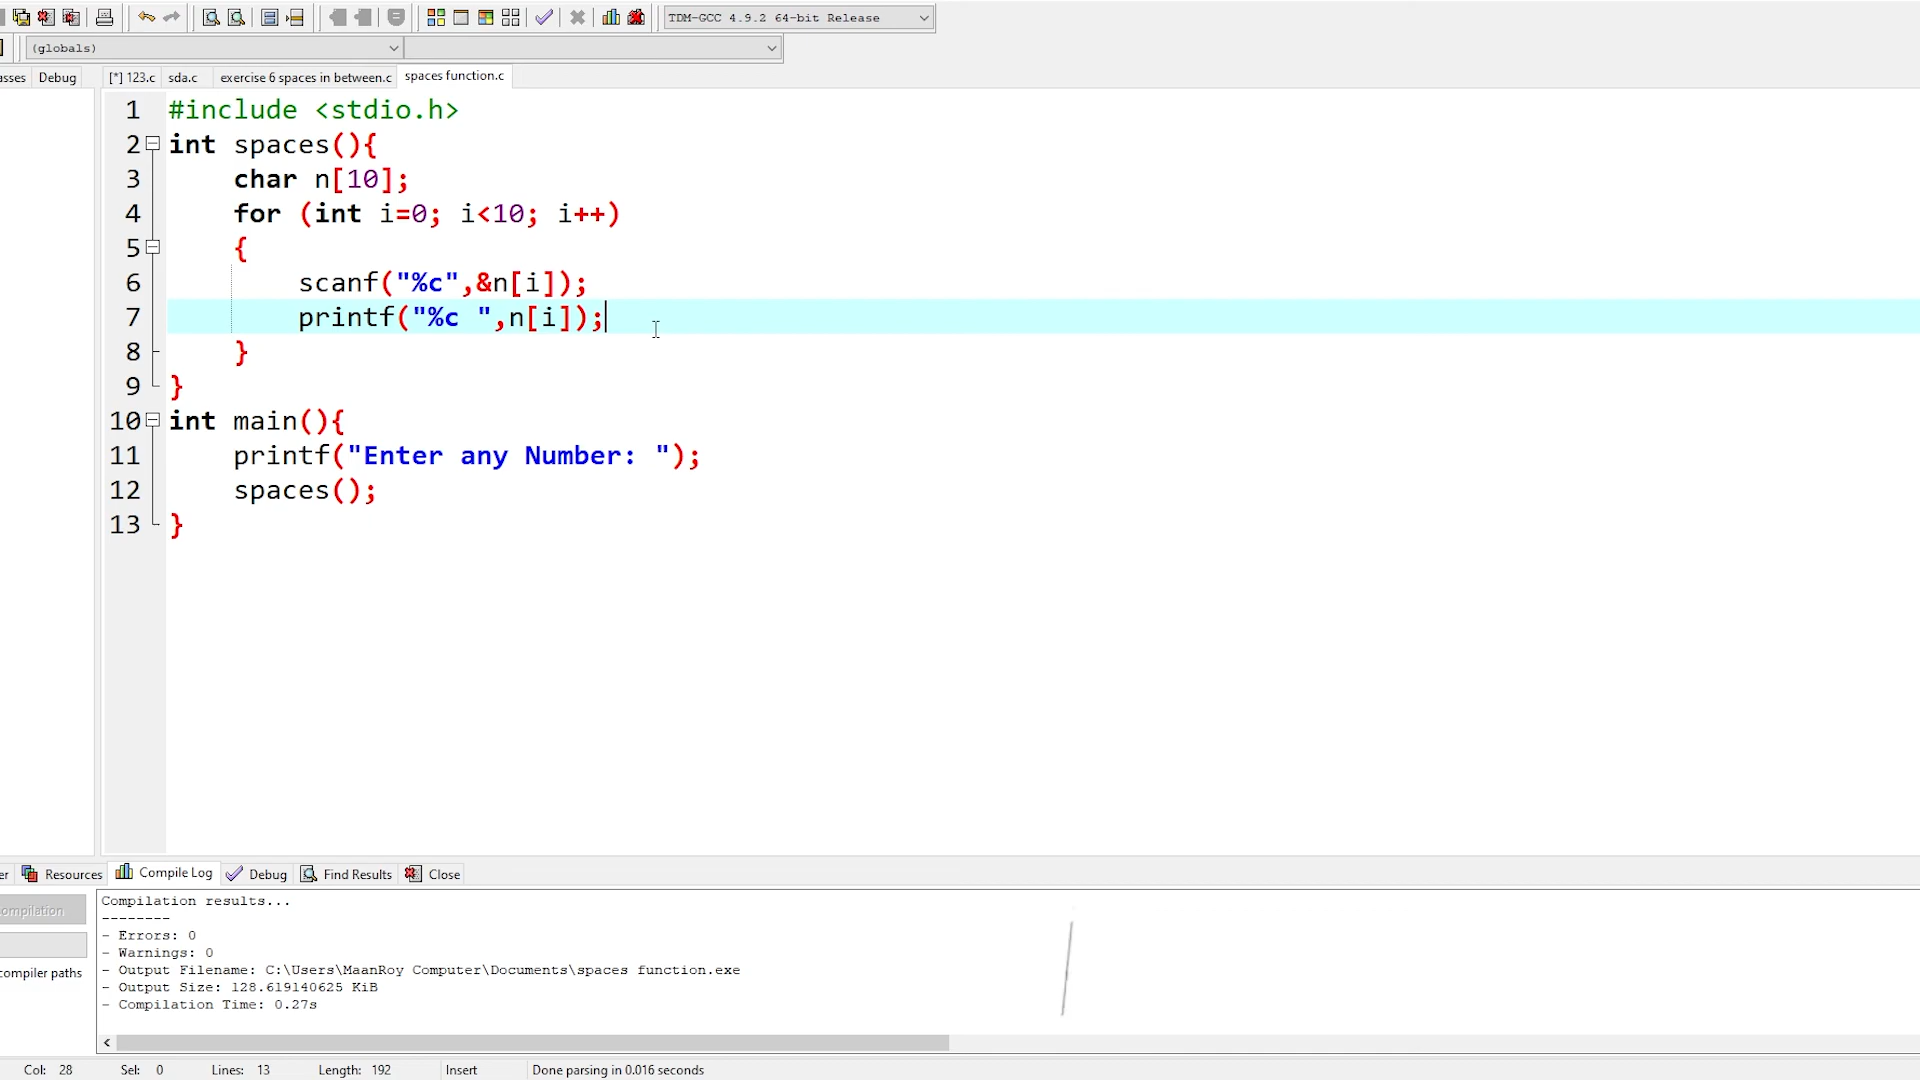 TDM-GCC 4.9.2 64-bit Release
(globals)
asses Debug [*] 123.c sda.c exercise 6 spaces in between.c spaces function.c
1 #include <stdio.h>
2 int spaces(){
3 char n[10];
4 for (int i=0; i<10; i++)
5 {
6 scanf("%c",&n[i]);
7 printf("%c ",n[i]);
8 }
9 }
10 int main(){
11 printf("Enter any Number: ");
12 spaces();
13 }
er Resources Compile Log Debug Find Results Close
ompilation
compiler paths
Compilation results...
--------
- Errors: 0
- Warnings: 0
- Output Filename: C:\Users\MaanRoy Computer\Documents\spaces function.exe
- Output Size: 128.619140625 KiB
- Compilation Time: 0.27s
Col: 28 Sel: 0 Lines: 13 Length: 192 Insert Done parsing in 0.016 seconds